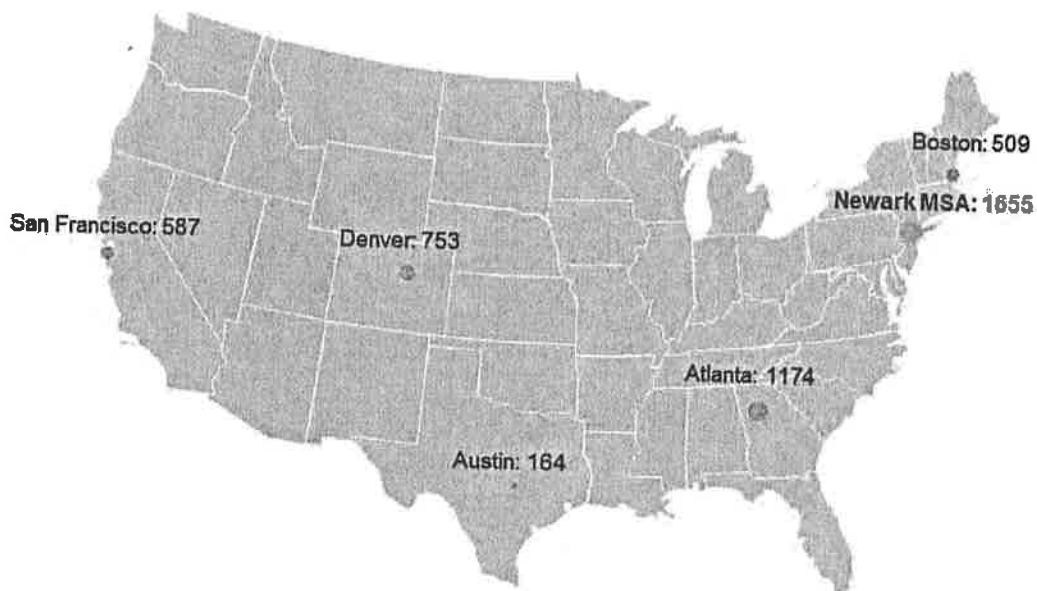 Boston: 509
Newark MSA: 1655
San Francisco: 587
Denver: 753
Atlanta: 1174
Austin: 164